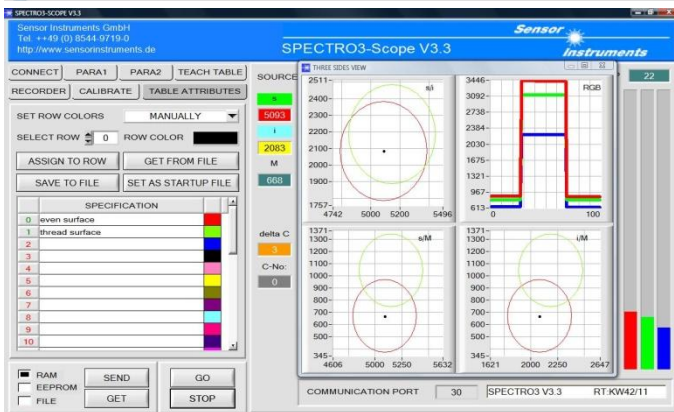 SPECTRO3-SCOPE V3.3
Sensor Instruments GmbH
Tel. ++49 (0) 8544-9719-0
http://www.sensorinstruments.de
SPECTRO3-Scope V3.3
Sensor
Instruments
CONNECT PARA1 PARA2 TEACH TABLE
RECORDER CALIBRATE TABLE ATTRIBUTES
SET ROW COLORS MANUALLY
SELECT ROW 0 ROW COLOR
ASSIGN TO ROW GET FROM FILE
SAVE TO FILE SET AS STARTUP FILE
SPECIFICATION
0 even surface
1 thread surface
2
3
4
5
6
7
8
9
10
RAM
EEPROM
FILE
SEND GO
GET STOP
SOURCE
s
5093
i
2083
M
668
delta C
3
C-No:
0
THREE SIDES VIEW
s/i
2511
2400
2300
2200
2100
2000
1900
1757
4742 5000 5200 5496
RGB
3446
3092
2738
2384
2030
1675
1321
967
613
0 100
s/M
1371
1300
1200
1100
1000
900
800
700
600
500
345
4606 5000 5250 5632
i/M
1371
1300
1200
1100
1000
900
800
700
600
500
345
1621 2000 2250 2647
22
COMMUNICATION PORT 30 SPECTRO3 V3.3 RT:KW42/11